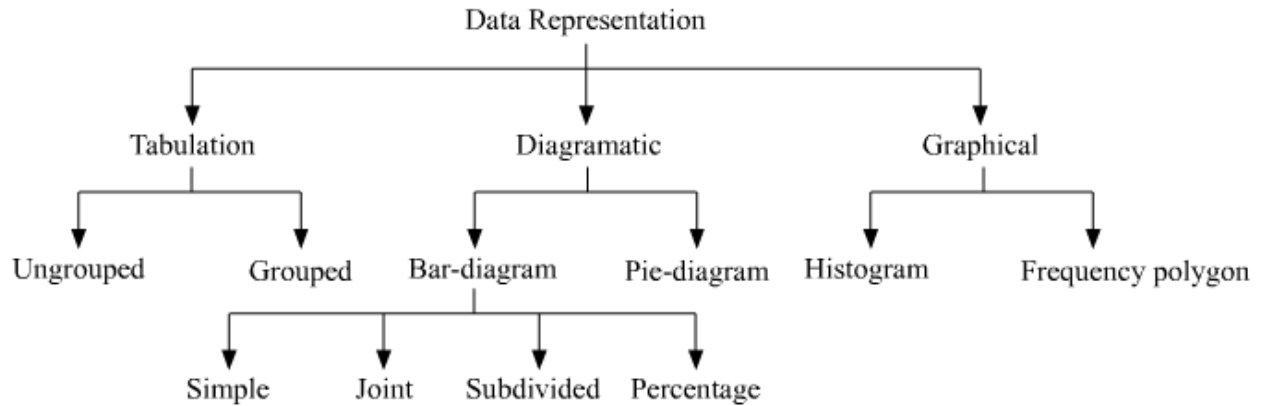 Data Representation
Tabulation Diagramatic Graphical
Ungrouped Grouped Bar-diagram Pie-diagram Histogram Frequency polygon
Simple Joint Subdivided Percentage